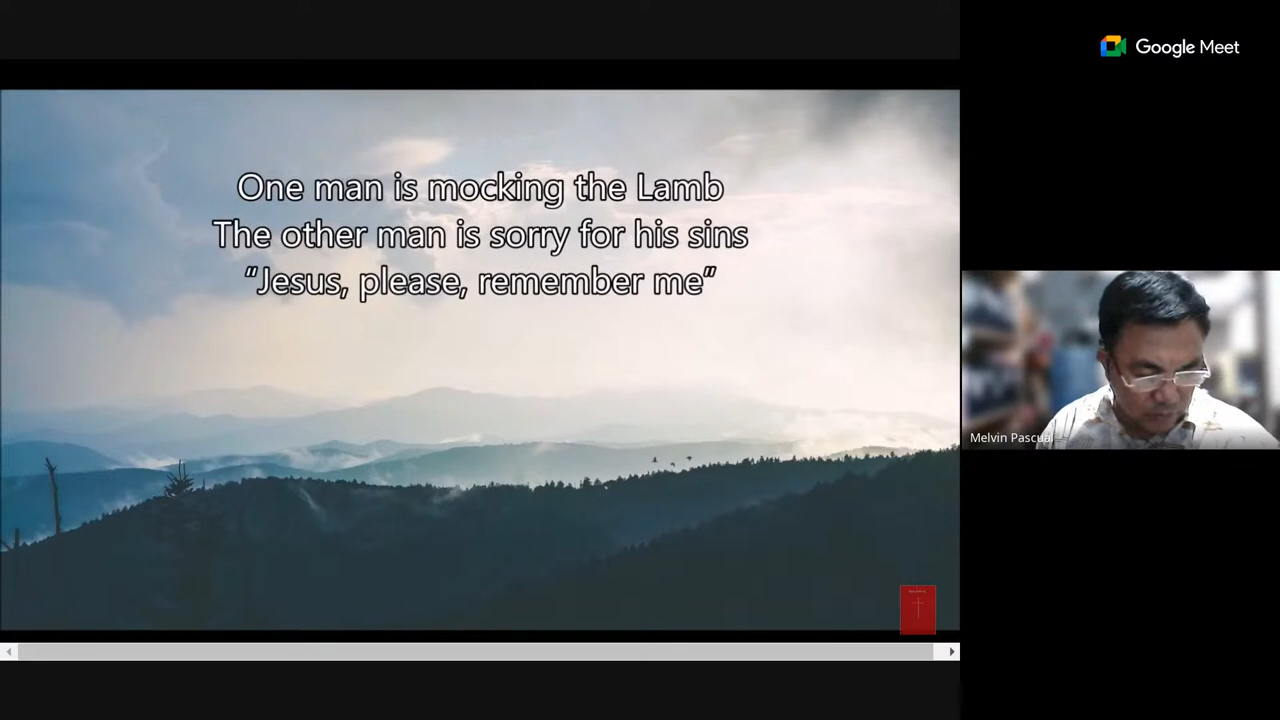 One man is mocking the Lamb
The other man is sorry for his sins
“Jesus, please, remember me”
Google Meet
Melvin Pascual